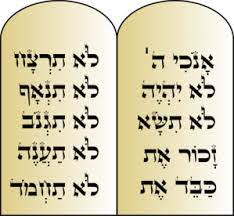 אָנֹכִי ה'
לֹא יִהְיֶה
לֹא תִשָּׂא
זָכוֹר אֶת
כַּבֵּד אֶת
לֹא תִרְצָח
לֹא תִנְאָף
לֹא תִגְנֹב
לֹא תַעֲנֶה
לֹא תַחְמֹד